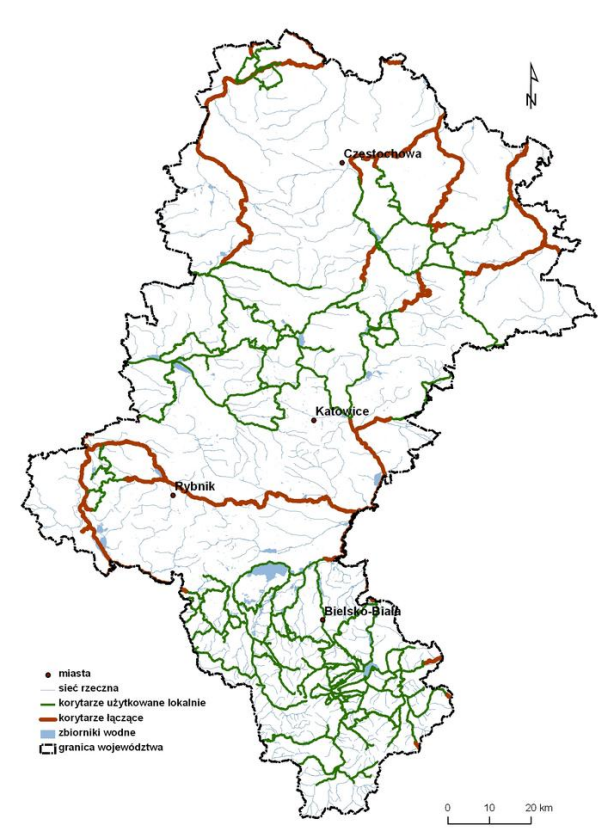 N
Częstochowa
Katowice
Rybnik
Bielsko-Biała
miasta
sieć rzeczna
korytarze użytkowane lokalnie
korytarze łączące
zbiorniki wodne
granica województwa
0 10 20 km